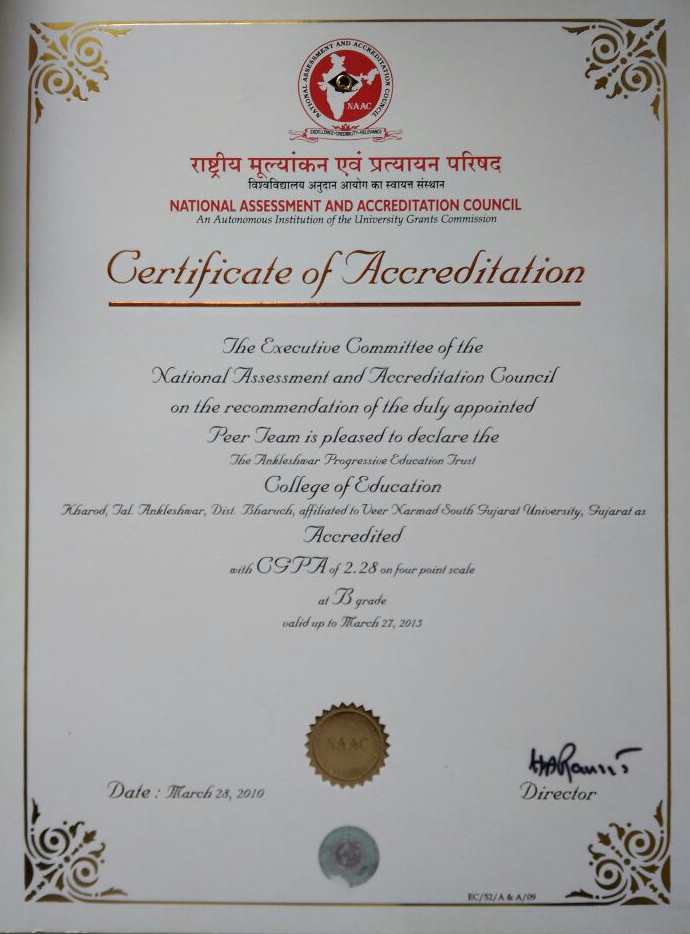 NATIONAL ASSESSMENT AND ACCREDITATION COUNCIL
NAAC
EXCELLENCE•CREDIBILITY•RELEVANCE
राष्ट्रीय मूल्यांकन एवं प्रत्यायन परिषद
विश्वविद्यालय अनुदान आयोग का स्वायत्त संस्थान
NATIONAL ASSESSMENT AND ACCREDITATION COUNCIL
An Autonomous Institution of the University Grants Commission
Certificate of Accreditation
The Executive Committee of the
National Assessment and Accreditation Council
on the recommendation of the duly appointed
Peer Team is pleased to declare the
The Ankleshwar Progressive Education Trust
College of Education
Kharod, Tal. Ankleshwar, Dist. Bharuch, affiliated to Veer Narmad South Gujarat University, Gujarat as
Accredited
with CGPA of 2.28 on four point scale
at B grade
valid up to March 27, 2015
NAAC
Date : March 28, 2010
Director
EC/52/A & A/09